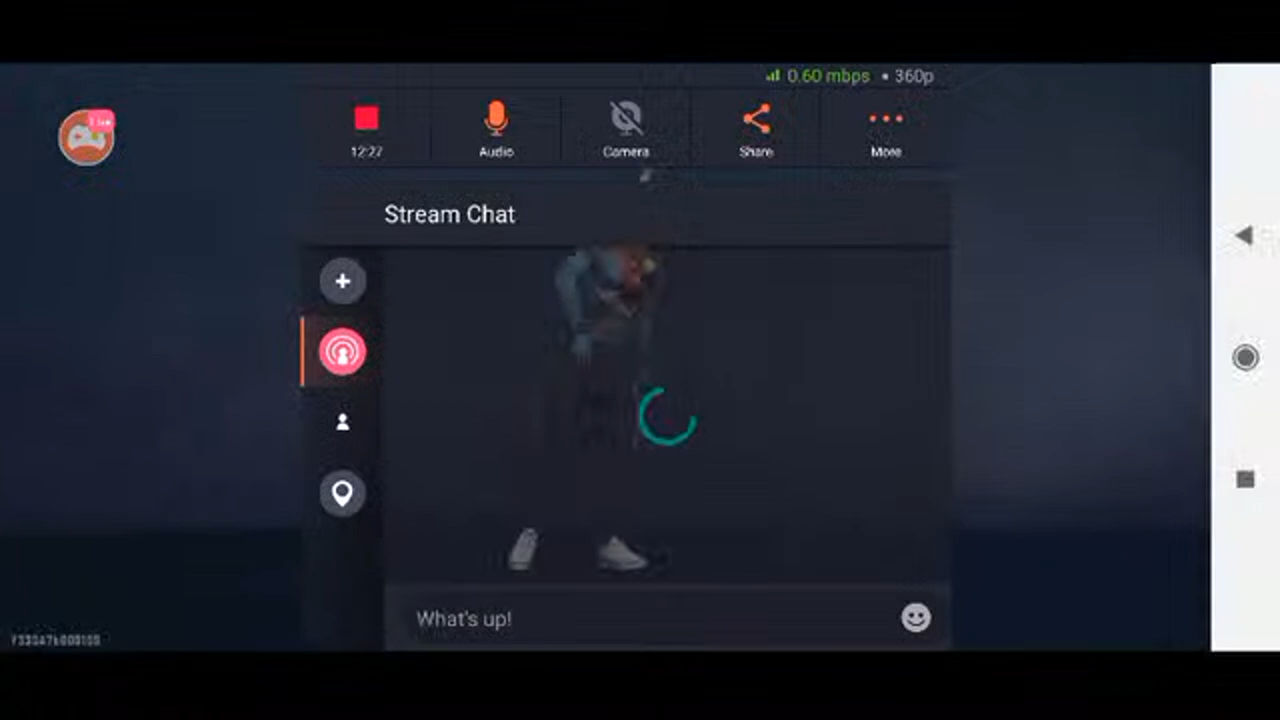 0.60 mbps • 360p
12:27
Audio
Camera
Share
More
Stream Chat
What's up!